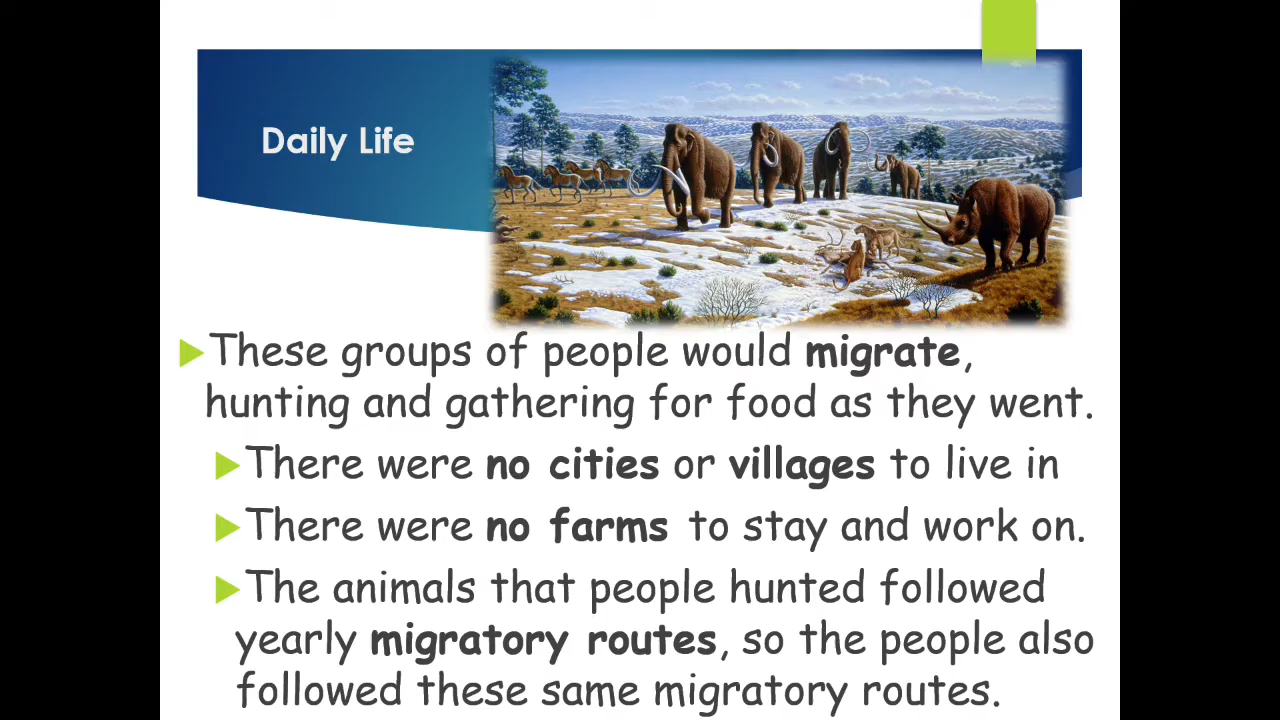 Daily Life
These groups of people would migrate,
hunting and gathering for food as they went.
There were no cities or villages to live in
There were no farms to stay and work on.
The animals that people hunted followed
yearly migratory routes, so the people also
followed these same migratory routes.